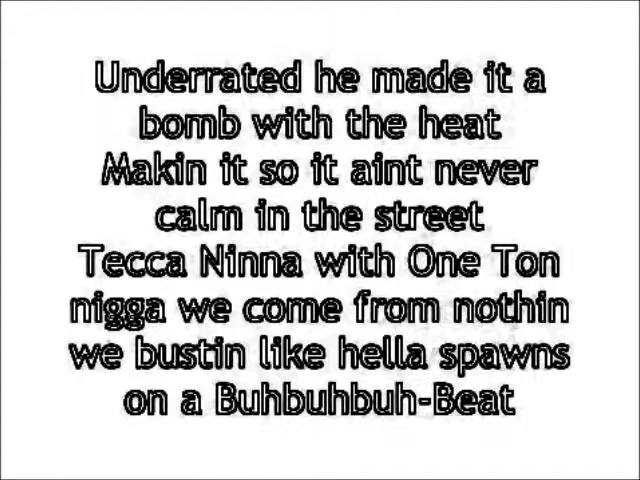 Underrated he made it a
bomb with the heat
Makin it so it aint never
calm in the street
Tecca Ninna with One Ton
nigga we come from nothin
we bustin like hella spawns
on a Buhbuhbuh-Beat